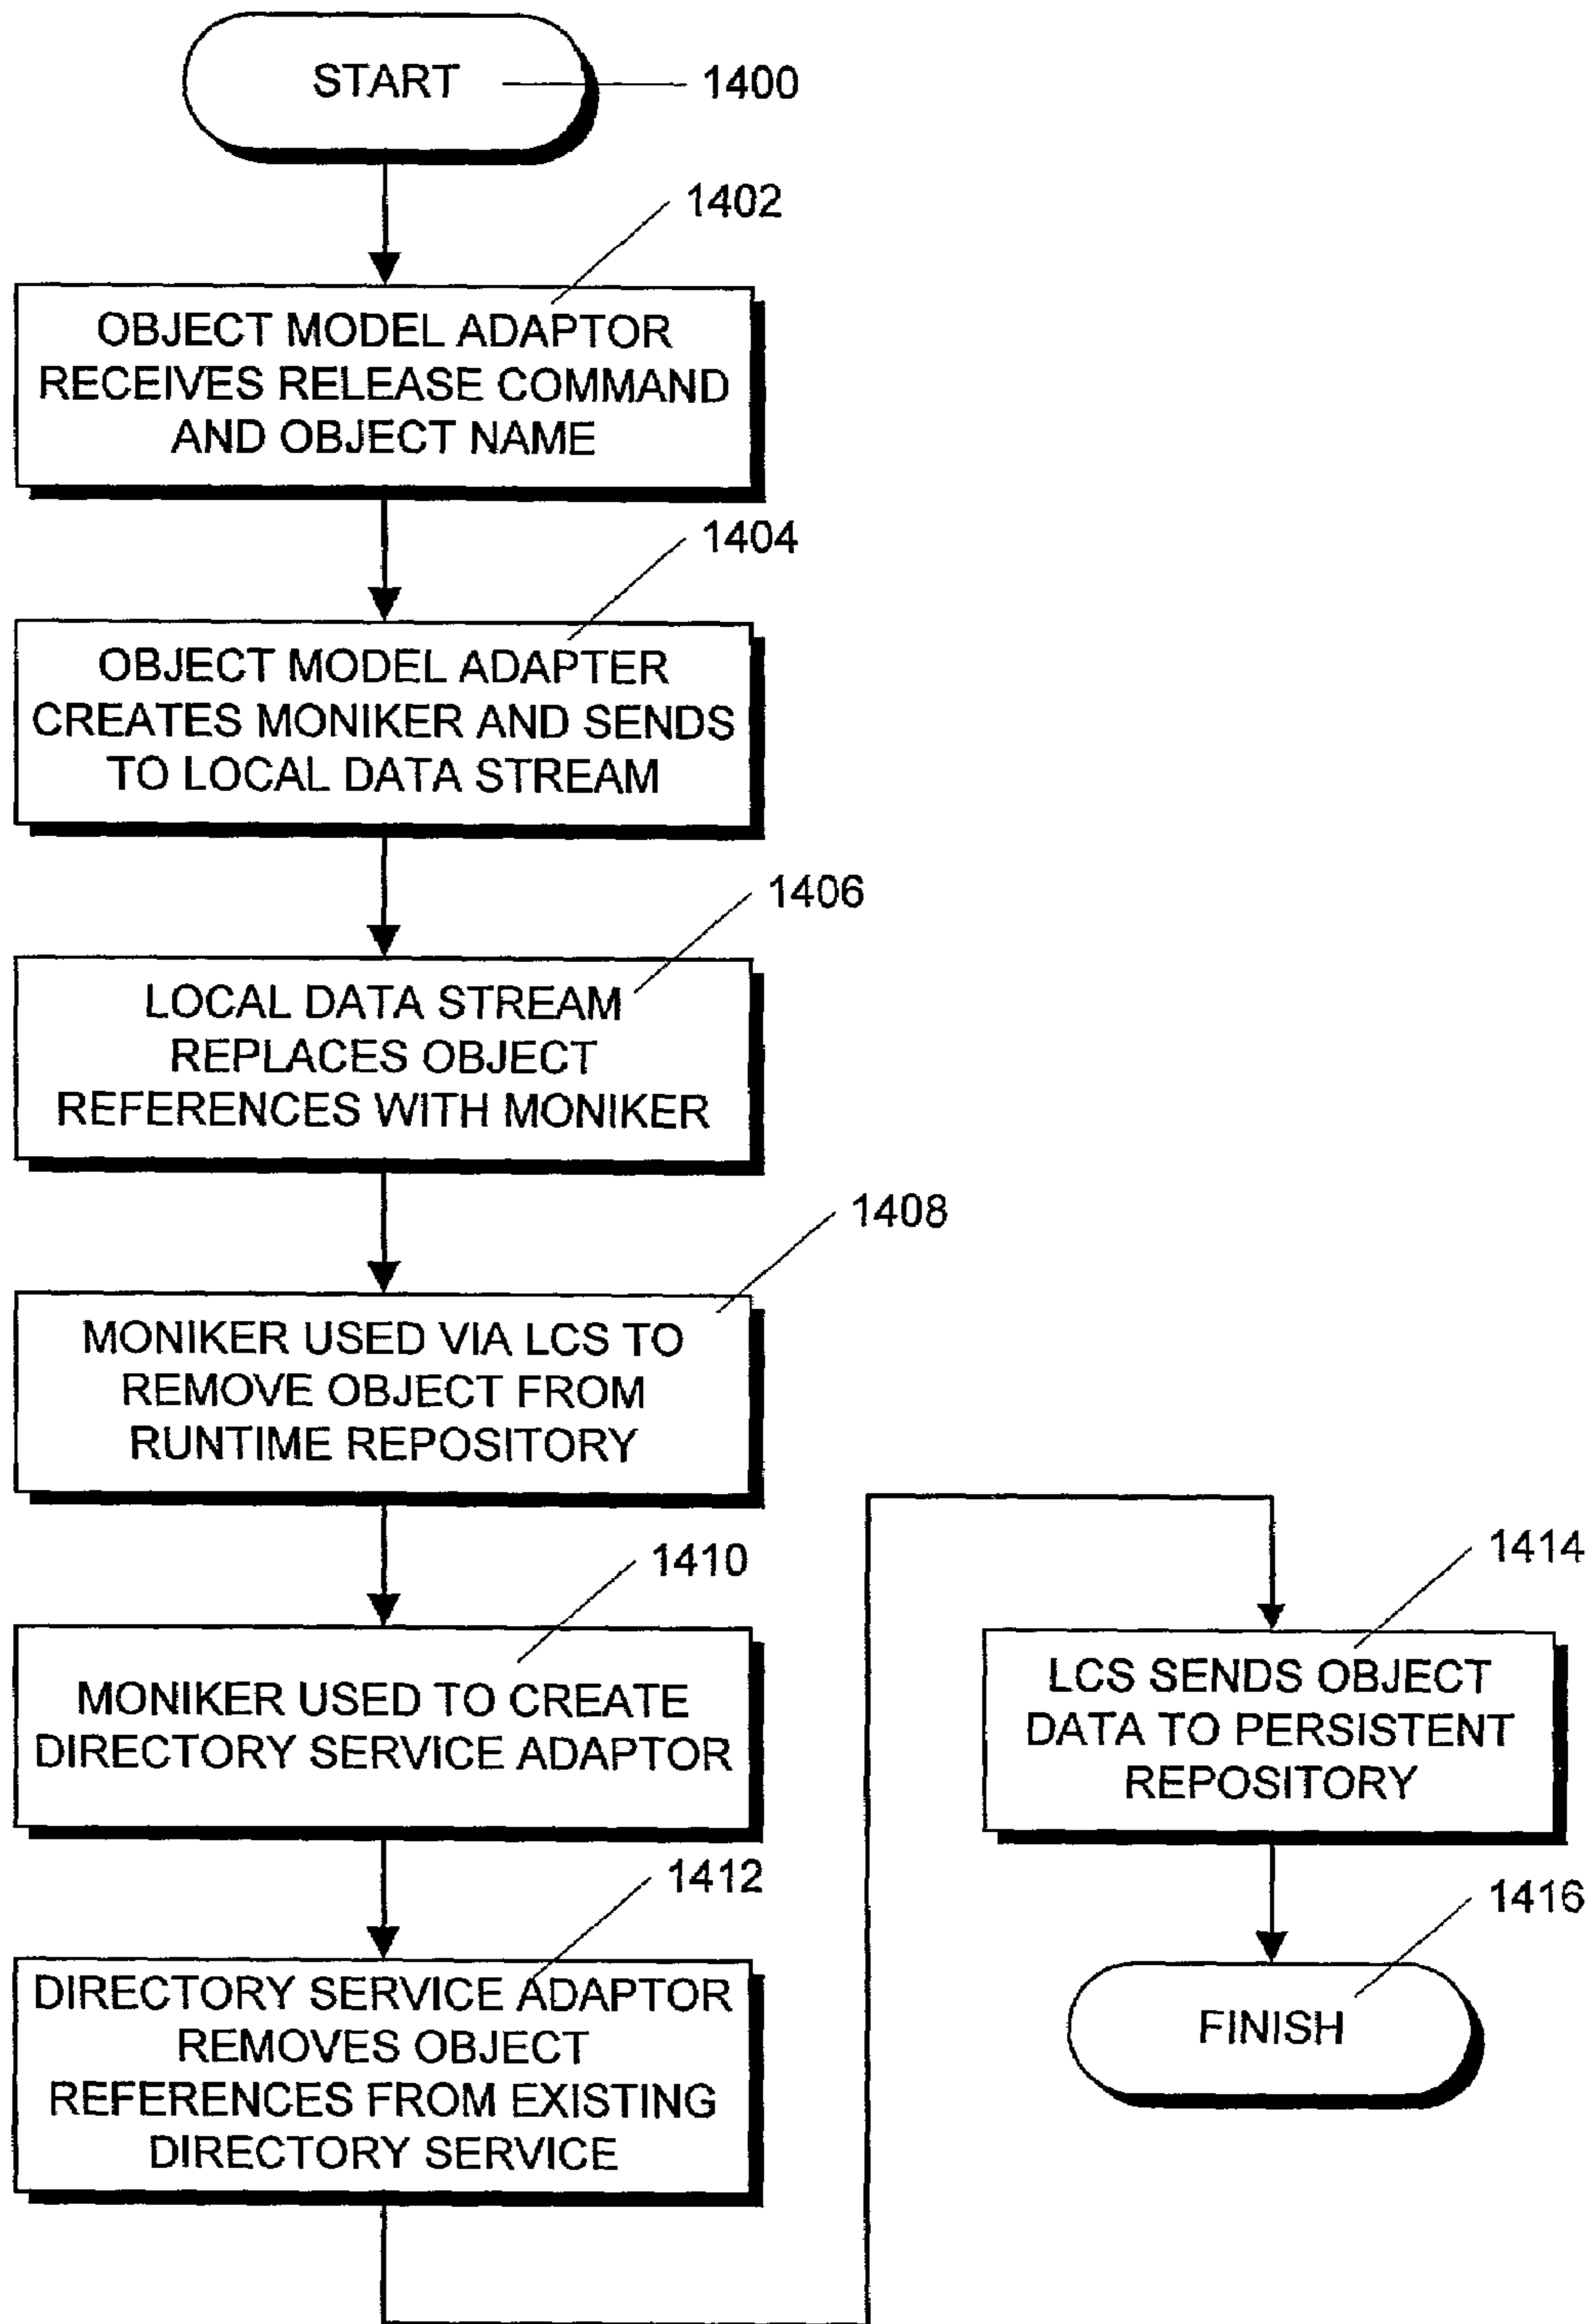 START
1400
1402
OBJECT MODEL ADAPTOR
RECEIVES RELEASE COMMAND
AND OBJECT NAME
1404
OBJECT MODEL ADAPTER
CREATES MONIKER AND SENDS
TO LOCAL DATA STREAM
1406
LOCAL DATA STREAM
REPLACES OBJECT
REFERENCES WITH MONIKER
1408
MONIKER USED VIA LCS TO
REMOVE OBJECT FROM
RUNTIME REPOSITORY
1410
MONIKER USED TO CREATE
DIRECTORY SERVICE ADAPTOR
1412
DIRECTORY SERVICE ADAPTOR
REMOVES OBJECT
REFERENCES FROM EXISTING
DIRECTORY SERVICE
1414
LCS SENDS OBJECT
DATA TO PERSISTENT
REPOSITORY
1416
FINISH